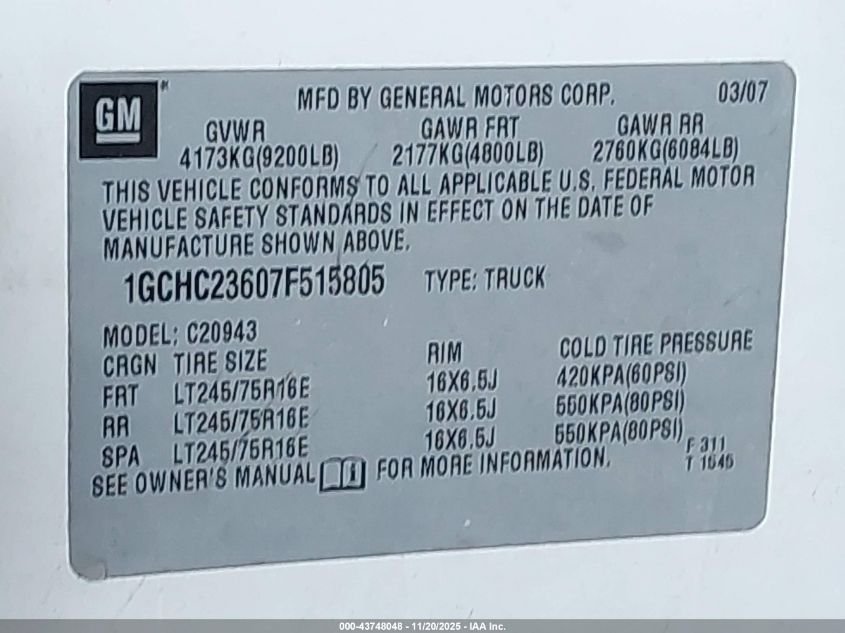 GM
MFD BY GENERAL MOTORS CORP. 03/07
GVWR GAWR FRT GAWR RR
4173KG(9200LB) 2177KG(4800LB) 2760KG(6084LB)
THIS VEHICLE CONFORMS TO ALL APPLICABLE U.S. FEDERAL MOTOR
VEHICLE SAFETY STANDARDS IN EFFECT ON THE DATE OF
MANUFACTURE SHOWN ABOVE.
1GCHC23607F515805 TYPE: TRUCK
MODEL: C20943
CRGN TIRE SIZE RIM COLD TIRE PRESSURE
FRT LT245/75R16E 16X6.5J 420KPA(60PSI)
RR LT245/75R16E 16X6.5J 550KPA(80PSI)
SPA LT245/75R16E 16X6.5J 550KPA(80PSI)
SEE OWNER'S MANUAL i FOR MORE INFORMATION.
F 311
T 1545
000-43748048 - 11/20/2025 - IAA Inc.